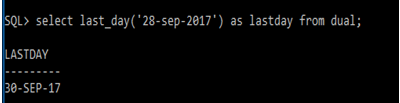 SQL> select last_day('28-sep-2017') as lastday from dual;
LASTDAY
---------
30-SEP-17